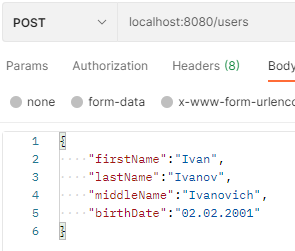 POST localhost:8080/users
Params Authorization Headers (8) Body
none form-data x-www-form-urlenco
1 {
2 "firstName":"Ivan",
3 "lastName":"Ivanov",
4 "middleName":"Ivanovich",
5 "birthDate":"02.02.2001"
6 }